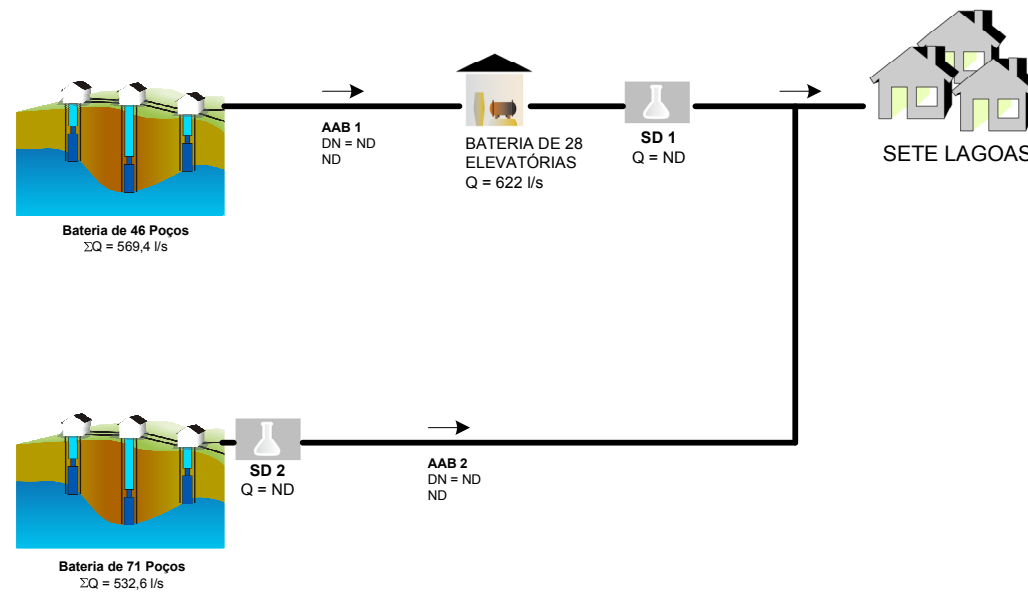 AAB 1
DN = ND
ND
BATERIA DE 28
ELEVATÓRIAS
Q = 622 l/s
SD 1
Q = ND
SETE LAGOAS
Bateria de 46 Poços
ΣQ = 569,4 l/s
SD 2
Q = ND
AAB 2
DN = ND
ND
Bateria de 71 Poços
ΣQ = 532,6 l/s